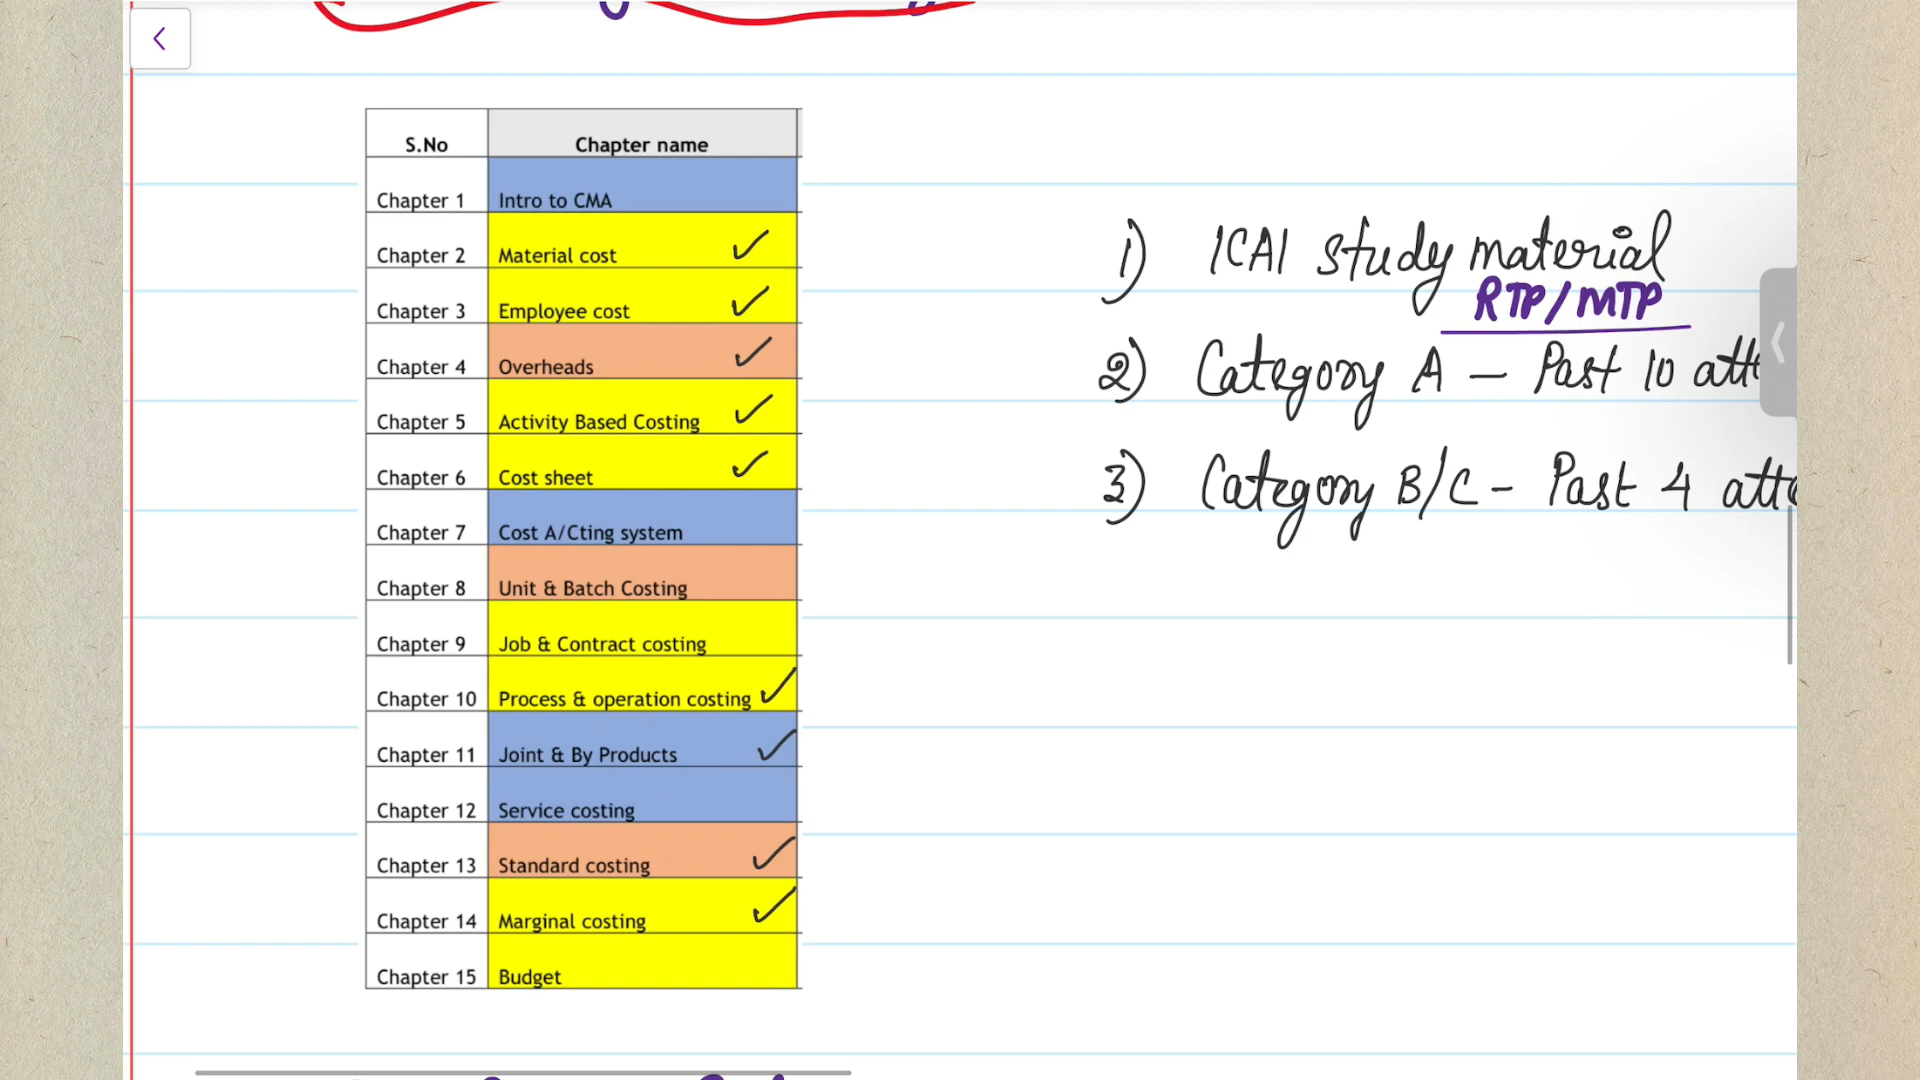 S.No Chapter name
Chapter 1 Intro to CMA
Chapter 2 Material cost
Chapter 3 Employee cost
Chapter 4 Overheads
Chapter 5 Activity Based Costing
Chapter 6 Cost sheet
Chapter 7 Cost A/Cting system
Chapter 8 Unit & Batch Costing
Chapter 9 Job & Contract costing
Chapter 10 Process & operation costing
Chapter 11 Joint & By Products
Chapter 12 Service costing
Chapter 13 Standard costing
Chapter 14 Marginal costing
Chapter 15 Budget
1) ICAI study material
RTP/MTP
2) Category A - Past 10
3) Category B/C - Past 4